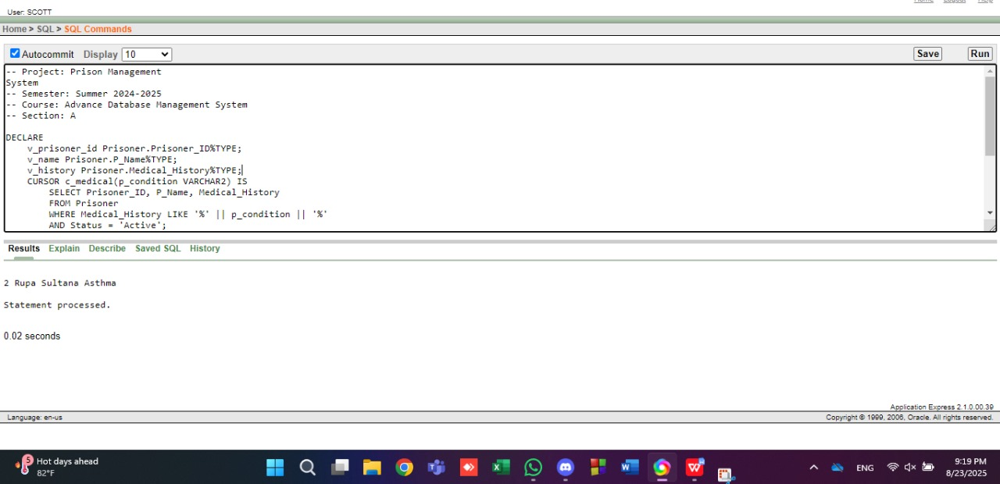 Home Logout Help
User: SCOTT
Home > SQL > SQL Commands
Autocommit Display 10 Save Run
-- Project: Prison Management
System
-- Semester: Summer 2024-2025
-- Course: Advance Database Management System
-- Section: A
DECLARE
v_prisoner_id Prisoner.Prisoner_ID%TYPE;
v_name Prisoner.P_Name%TYPE;
v_history Prisoner.Medical_History%TYPE;
CURSOR c_medical(p_condition VARCHAR2) IS
SELECT Prisoner_ID, P_Name, Medical_History
FROM Prisoner
WHERE Medical_History LIKE '%' || p_condition || '%'
AND Status = 'Active';
Results Explain Describe Saved SQL History
2 Rupa Sultana Asthma
Statement processed.
0.02 seconds
Application Express 2.1.0.00.39
Language: en-us Copyright © 1999, 2006, Oracle. All rights reserved.
5 Hot days ahead
82°F
ENG
9:19 PM
8/23/2025